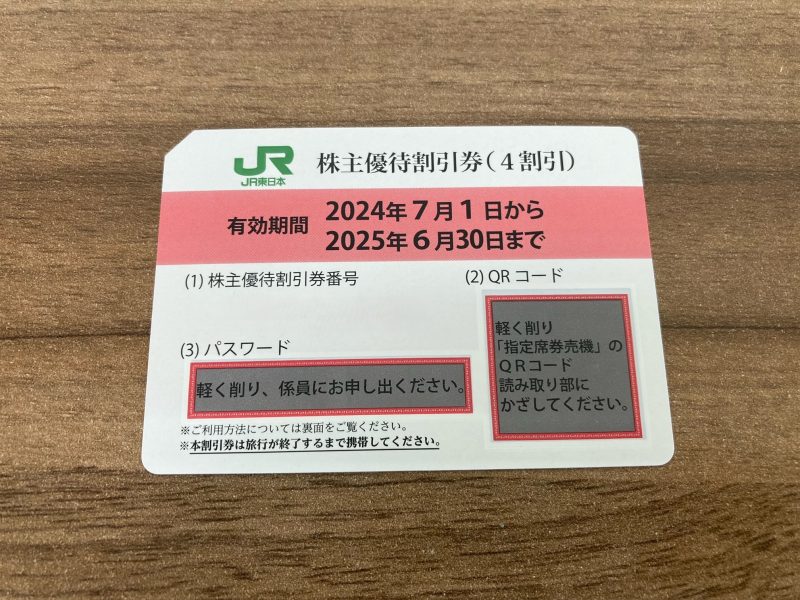 JR
JR東日本
株主優待割引券(4割引)
有効期間
2024年7月1日から
2025年6月30日まで
(1) 株主優待割引券番号
(2) QRコード
(3) パスワード
軽く削り、係員にお申し出ください。
軽く削り
「指定席券売機」の
QRコード
読み取り部に
かざしてください。
※ご利用方法については裏面をご覧ください。
※本割引券は旅行が終了するまで携帯してください。